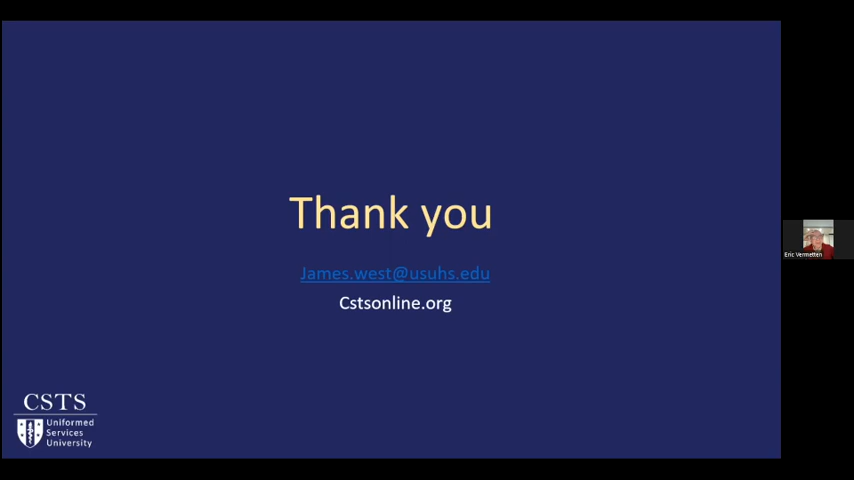 Thank you
James.west@usuhs.edu
Cstsonline.org
Eric Vermetten
CSTS
Uniformed
Services
University